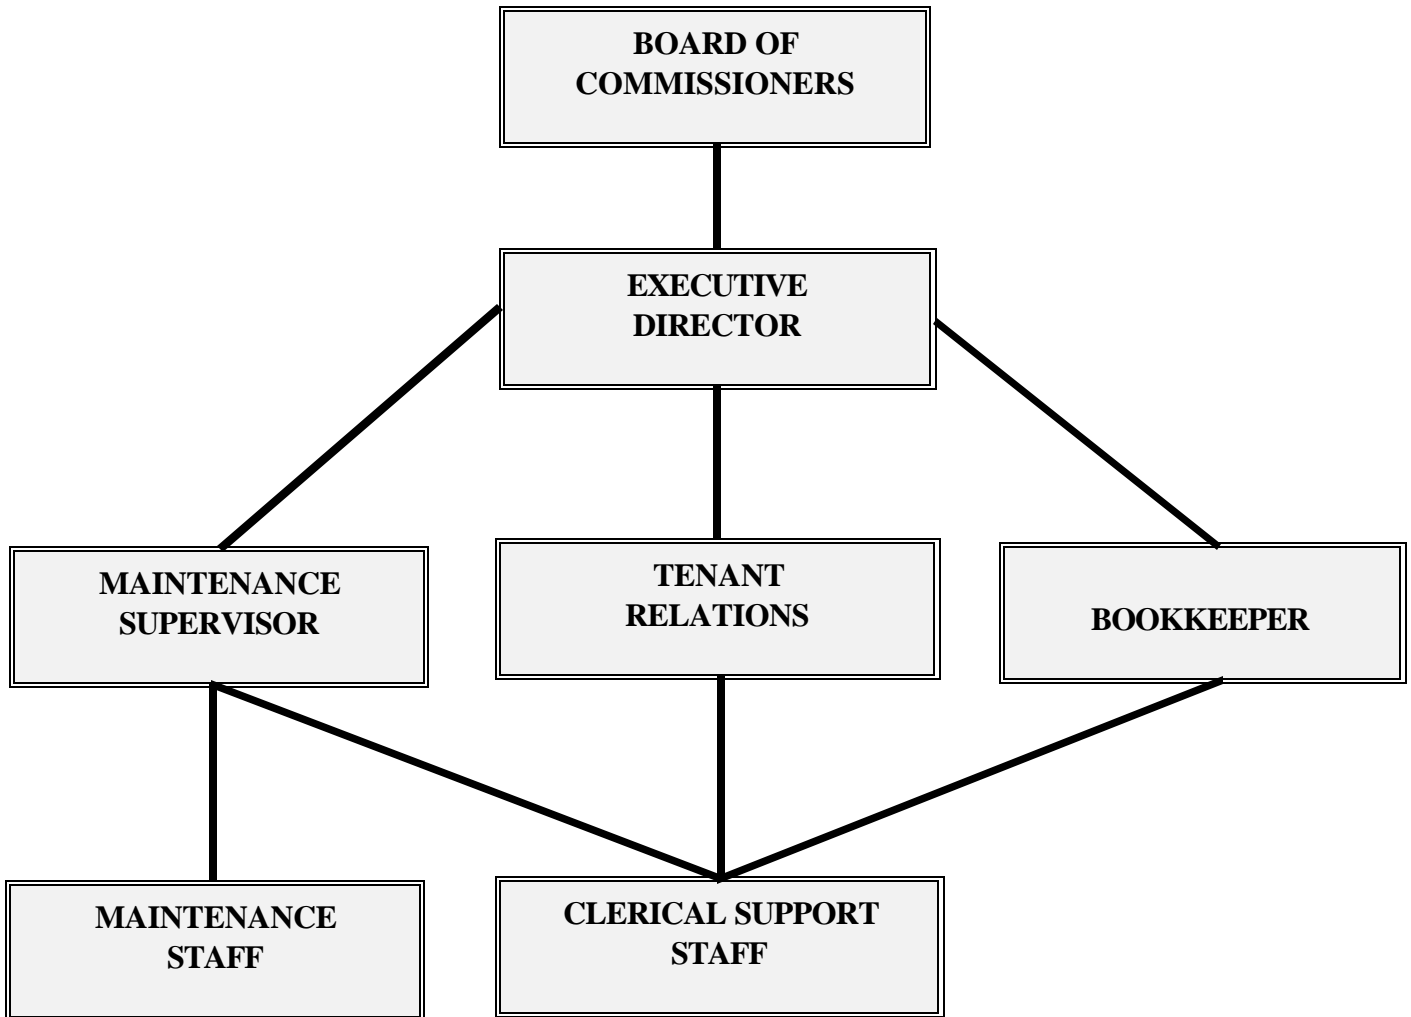 BOARD OF
COMMISSIONERS
EXECUTIVE
DIRECTOR
MAINTENANCE
SUPERVISOR
TENANT
RELATIONS
BOOKKEEPER
MAINTENANCE
STAFF
CLERICAL SUPPORT
STAFF